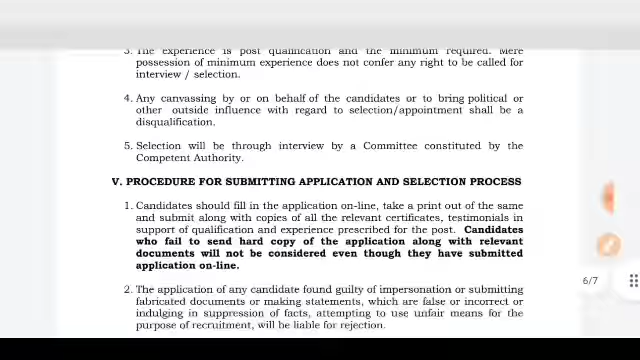 3. The experience is post qualification and the minimum required. Mere
possession of minimum experience does not confer any right to be called for
interview / selection.
4. Any canvassing by or on behalf of the candidates or to bring political or
other outside influence with regard to selection/appointment shall be a
disqualification.
5. Selection will be through interview by a Committee constituted by the
Competent Authority.
V. PROCEDURE FOR SUBMITTING APPLICATION AND SELECTION PROCESS
1. Candidates should fill in the application on-line, take a print out of the same
and submit along with copies of all the relevant certificates, testimonials in
support of qualification and experience prescribed for the post. Candidates
who fail to send hard copy of the application along with relevant
documents will not be considered even though they have submitted
application on-line.
6/7
2. The application of any candidate found guilty of impersonation or submitting
fabricated documents or making statements, which are false or incorrect or
indulging in suppression of facts, attempting to use unfair means for the
purpose of recruitment, will be liable for rejection.